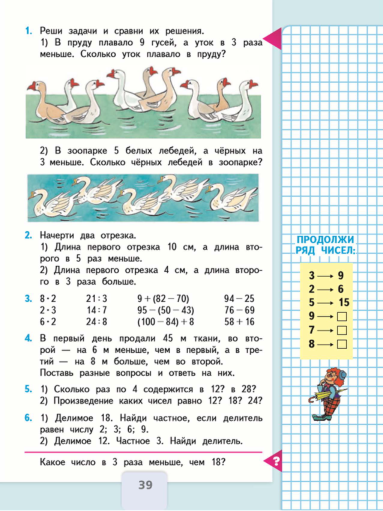 1. Реши задачи и сравни их решения.
1) В пруду плавало 9 гусей, а уток в 3 раза
меньше. Сколько уток плавало в пруду?
2) В зоопарке 5 белых лебедей, а чёрных на
3 меньше. Сколько чёрных лебедей в зоопарке?
2. Начерти два отрезка.
1) Длина первого отрезка 10 см, а длина вто-
рого в 5 раз меньше.
2) Длина первого отрезка 4 см, а длина второ-
го в 3 раза больше.
3. 8 · 2 21 : 3 9 + (82 − 70) 94 − 25
2 · 3 14 : 7 95 − (50 − 43) 76 − 69
6 · 2 24 : 8 (100 − 84) + 8 58 + 16
4. В первый день продали 45 м ткани, во вто-
рой — на 6 м меньше, чем в первый, а в тре-
тий — на 8 м больше, чем во второй.
Поставь разные вопросы и ответь на них.
5. 1) Сколько раз по 4 содержится в 12? в 28?
2) Произведение каких чисел равно 12? 18? 24?
6. 1) Делимое 18. Найди частное, если делитель
равен числу 2; 3; 6; 9.
2) Делимое 12. Частное 3. Найди делитель.
Какое число в 3 раза меньше, чем 18?
?
39
ПРОДОЛЖИ
РЯД ЧИСЕЛ:
3 → 9
2 → 6
5 → 15
9 → □
7 → □
8 → □